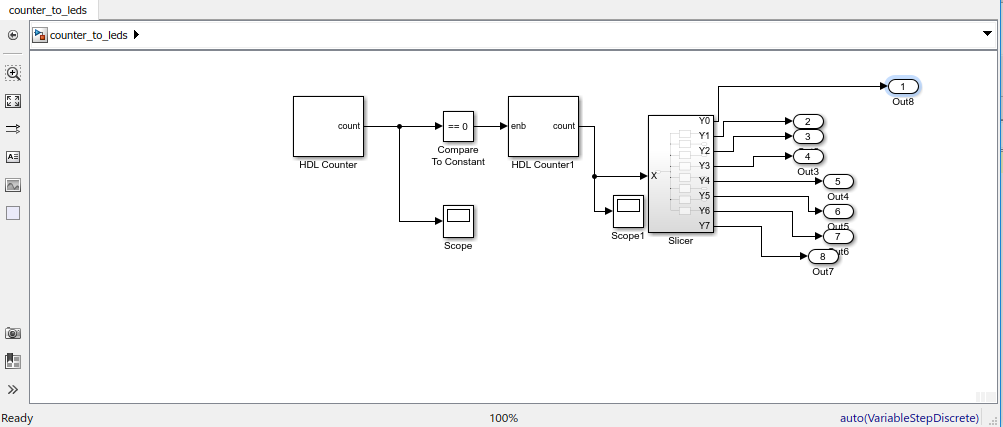 counter_to_leds
counter_to_leds
1
Out8
count
HDL Counter
== 0
Compare
To Constant
enb
count
HDL Counter1
X
Y0
Y1
Y2
Y3
Y4
Y5
Y6
Y7
Slicer
2
3
4
Out3
5
Out4
6
Out5
7
8
Out7
Scope
Scope1
Ready
100%
auto(VariableStepDiscrete)